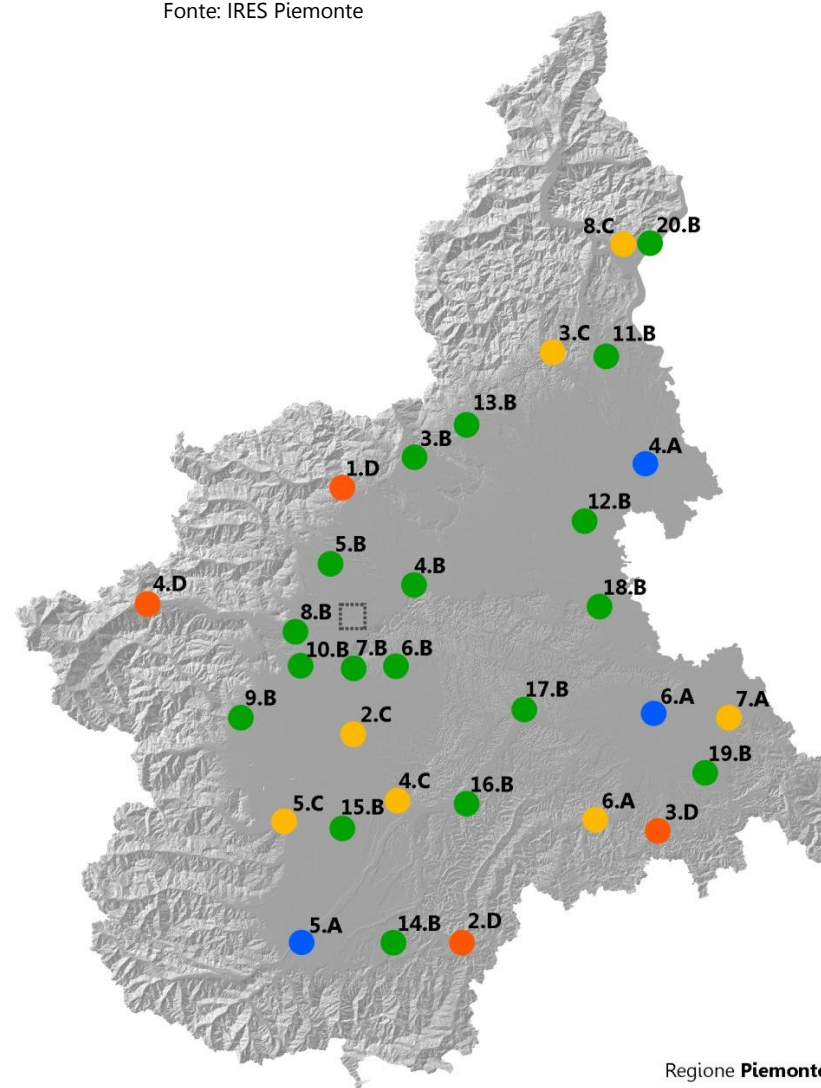 Fonte: IRES Piemonte
8.C
20.B
3.C
11.B
13.B
3.B
4.A
1.D
12.B
5.B
4.B
4.D
18.B
8.B
10.B
7.B
6.B
9.B
17.B
6.A
7.A
2.C
19.B
4.C
16.B
5.C
15.B
6.A
3.D
5.A
14.B
2.D
Regione Piemonte